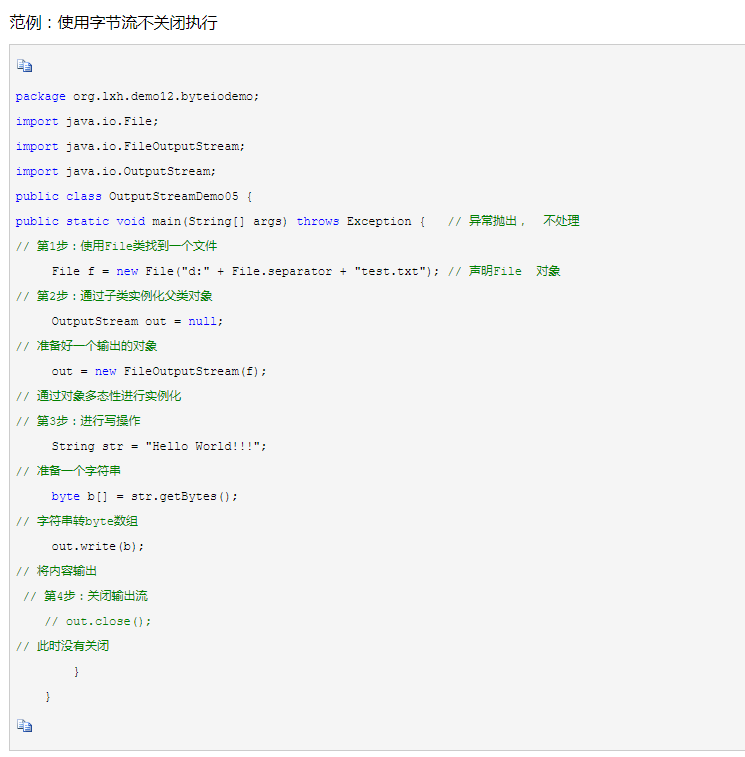 范例：使用字节流不关闭执行
package org.lxh.demo12.byteiodemo;
import java.io.File;
import java.io.FileOutputStream;
import java.io.OutputStream;
public class OutputStreamDemo05 {
public static void main(String[] args) throws Exception {   // 异常抛出， 不处理
// 第1步：使用File类找到一个文件
     File f = new File("d:" + File.separator + "test.txt"); // 声明File  对象
// 第2步：通过子类实例化父类对象
     OutputStream out = null;
// 准备好一个输出的对象
     out = new FileOutputStream(f);
// 通过对象多态性进行实例化
// 第3步：进行写操作
     String str = "Hello World!!!";
// 准备一个字符串
     byte b[] = str.getBytes();
// 字符串转byte数组
     out.write(b);
// 将内容输出
 // 第4步：关闭输出流
    // out.close();
// 此时没有关闭
        }
    }